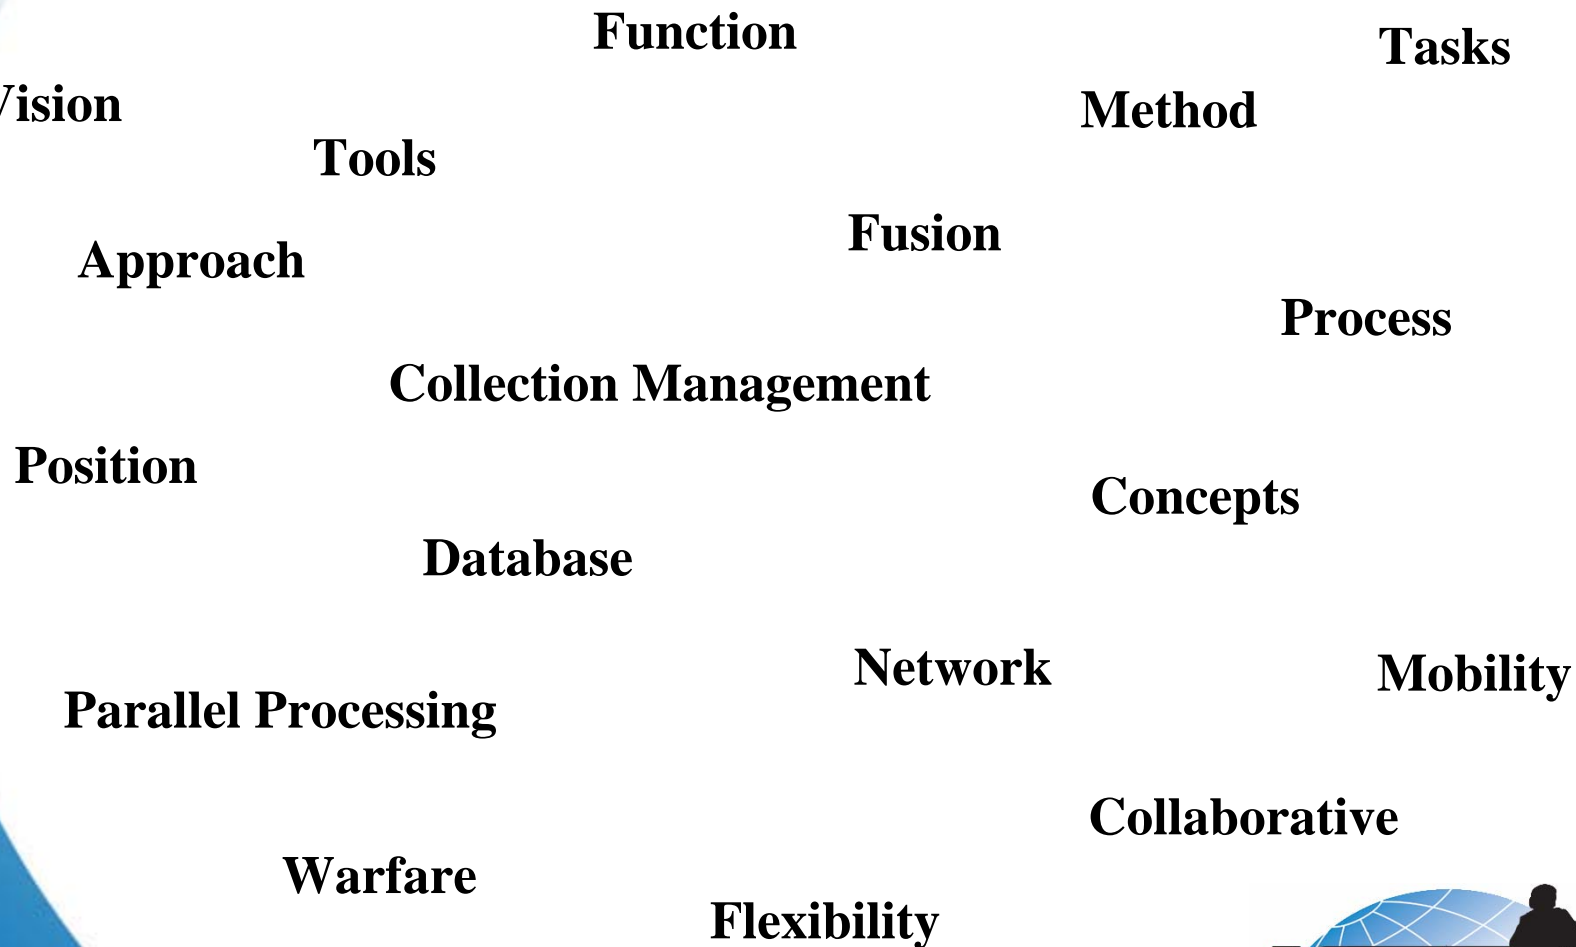 Function
Tasks
Vision
Method
Tools
Fusion
Approach
Process
Collection Management
Position
Concepts
Database
Network
Mobility
Parallel Processing
Collaborative
Warfare
Flexibility